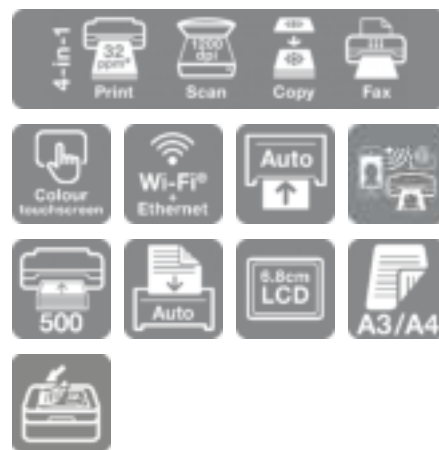 4-in-1
32
ppm*
Print
1200
dpi
Scan
Copy
Fax
Colour
touchscreen
Wi-Fi®
+
Ethernet
Auto
500
Auto
6.8cm
LCD
A3/A4